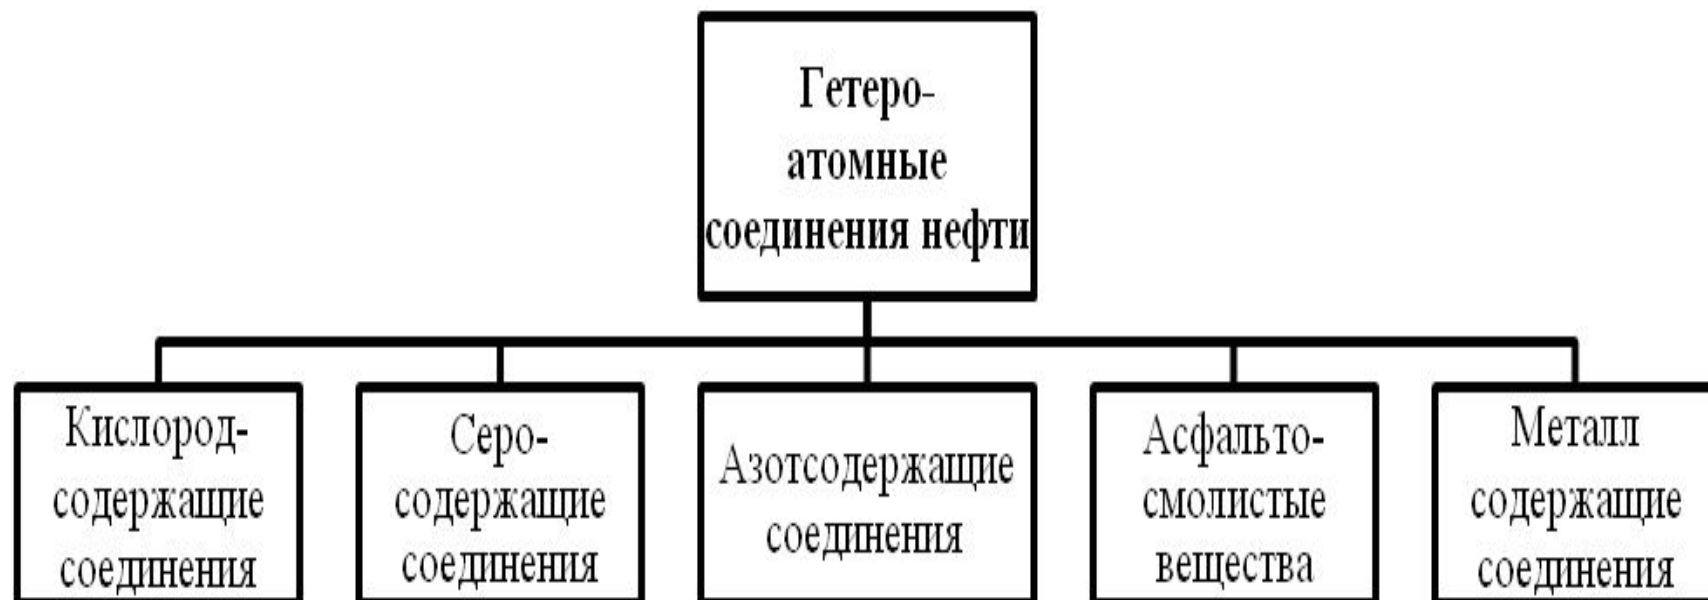 Гетеро-
атомные
соединения нефти
Кислород-
содержащие
соединения
Серо-
содержащие
соединения
Азотсодержащие
соединения
Асфальто-
смолистые
вещества
Металл
содержащие
соединения